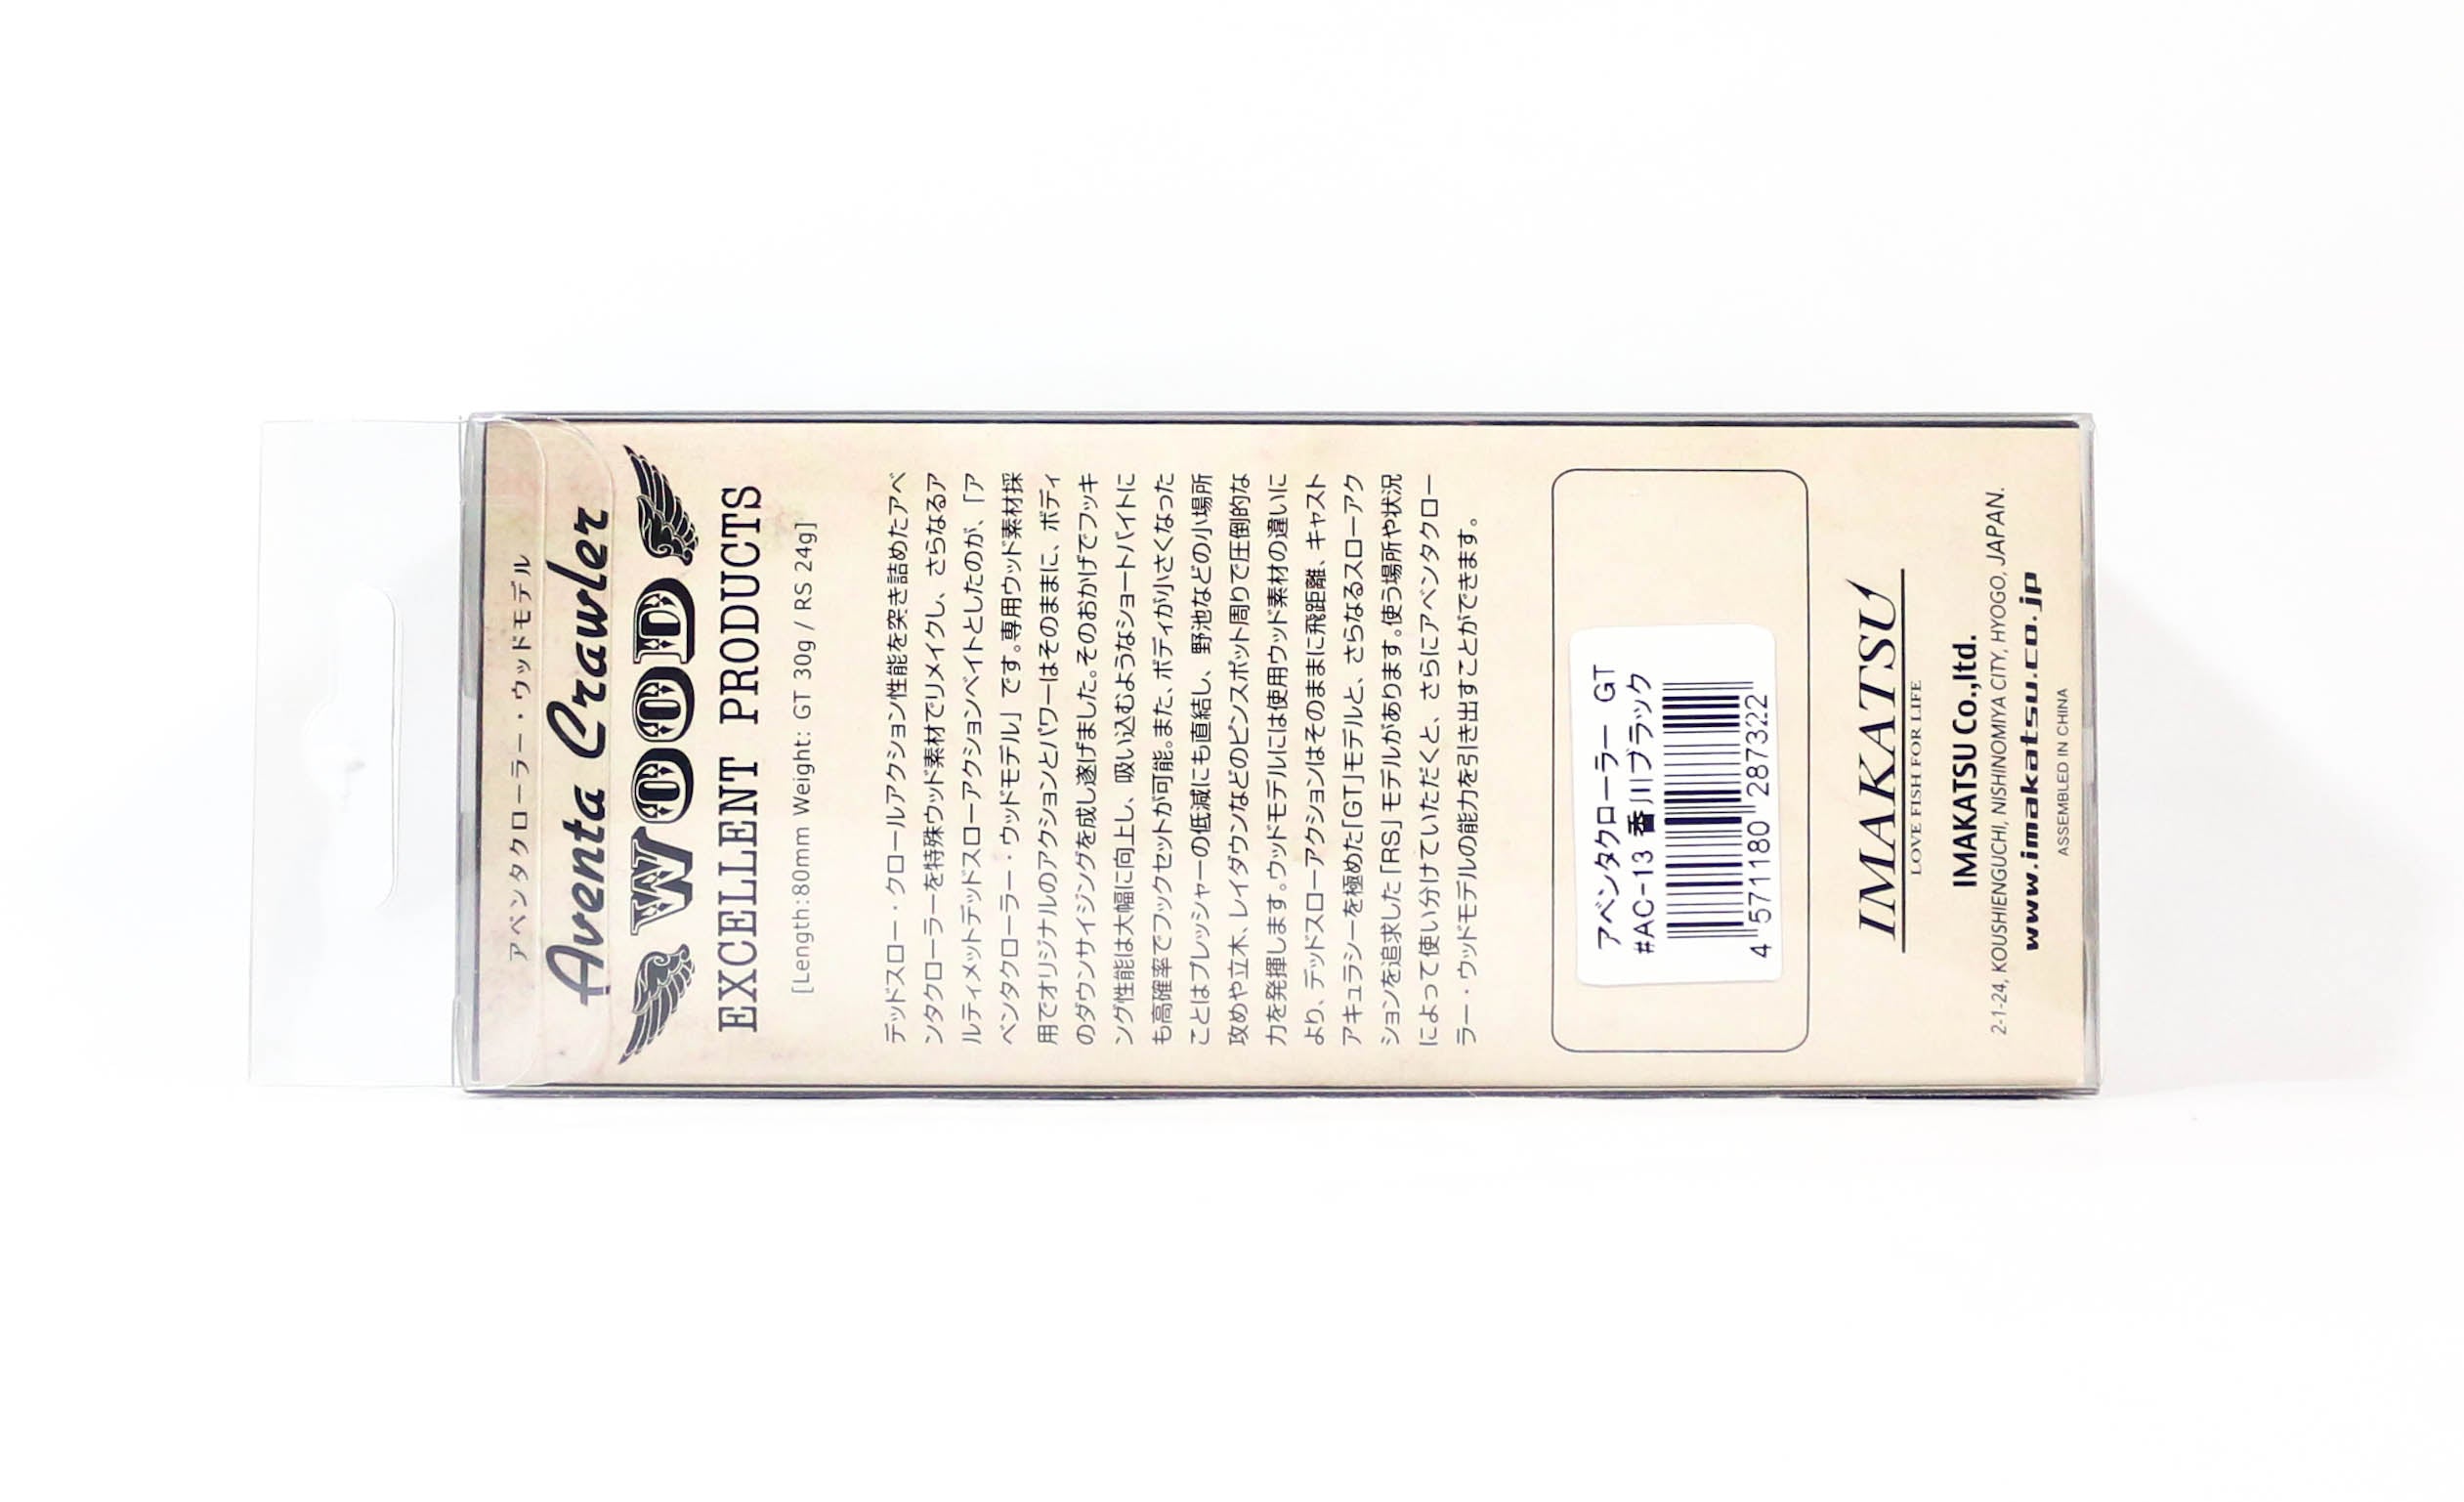 アベンタクローラー・ウッドモデル
Aventa Crawler
WOOD
EXCELLENT PRODUCTS
[Length:80mm Weight: GT 30g / RS 24g]
デッドスロー・クロールアクション性能を突き詰めたアベ
ンタクローラーを特殊ウッド素材でリメイクし、さらなるア
ルティメットデッドスローアクションベイトとしたのが、「ア
ベンタクローラー・ウッドモデル」です。専用ウッド素材採
用でオリジナルのアクションとパワーはそのままに、ボディ
のダウンサイジングを成し遂げました。そのおかげでフッキ
ング性能は大幅に向上し、吸い込むようなショートバイトに
も高確率でフックセットが可能。また、ボディが小さくなった
ことはプレッシャーの低減にも直結し、野池などの小場所
攻めや立木、レイダウンなどのピンスポット周りで圧倒的な
力を発揮します。ウッドモデルには使用ウッド素材の違いに
より、デッドスローアクションはそのままに飛距離、キャスト
アキュラシーを極めた「GT」モデルと、さらなるスローアク
ションを追求した「RS」モデルがあります。使う場所や状況
によって使い分けていただくと、さらにアベンタクロー
ラー・ウッドモデルの能力を引き出すことができます。
アベンタクローラー GT
#AC-13 番川ブラック
4 571180 287322
IMAKATSU
LOVE FISH FOR LIFE
IMAKATSU Co.,ltd.
2-1-24, KOUSHIENGUCHI, NISHINOMIYA CITY, HYOGO, JAPAN.
www.imakatsu.co.jp
ASSEMBLED IN CHINA